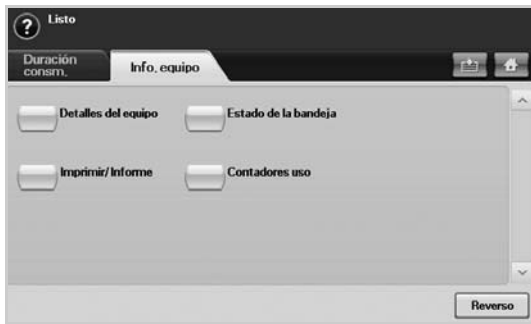 Listo
Duración
consm.
Info. equipo
Detalles del equipo
Estado de la bandeja
Imprimir/Informe
Contadores uso
Reverso